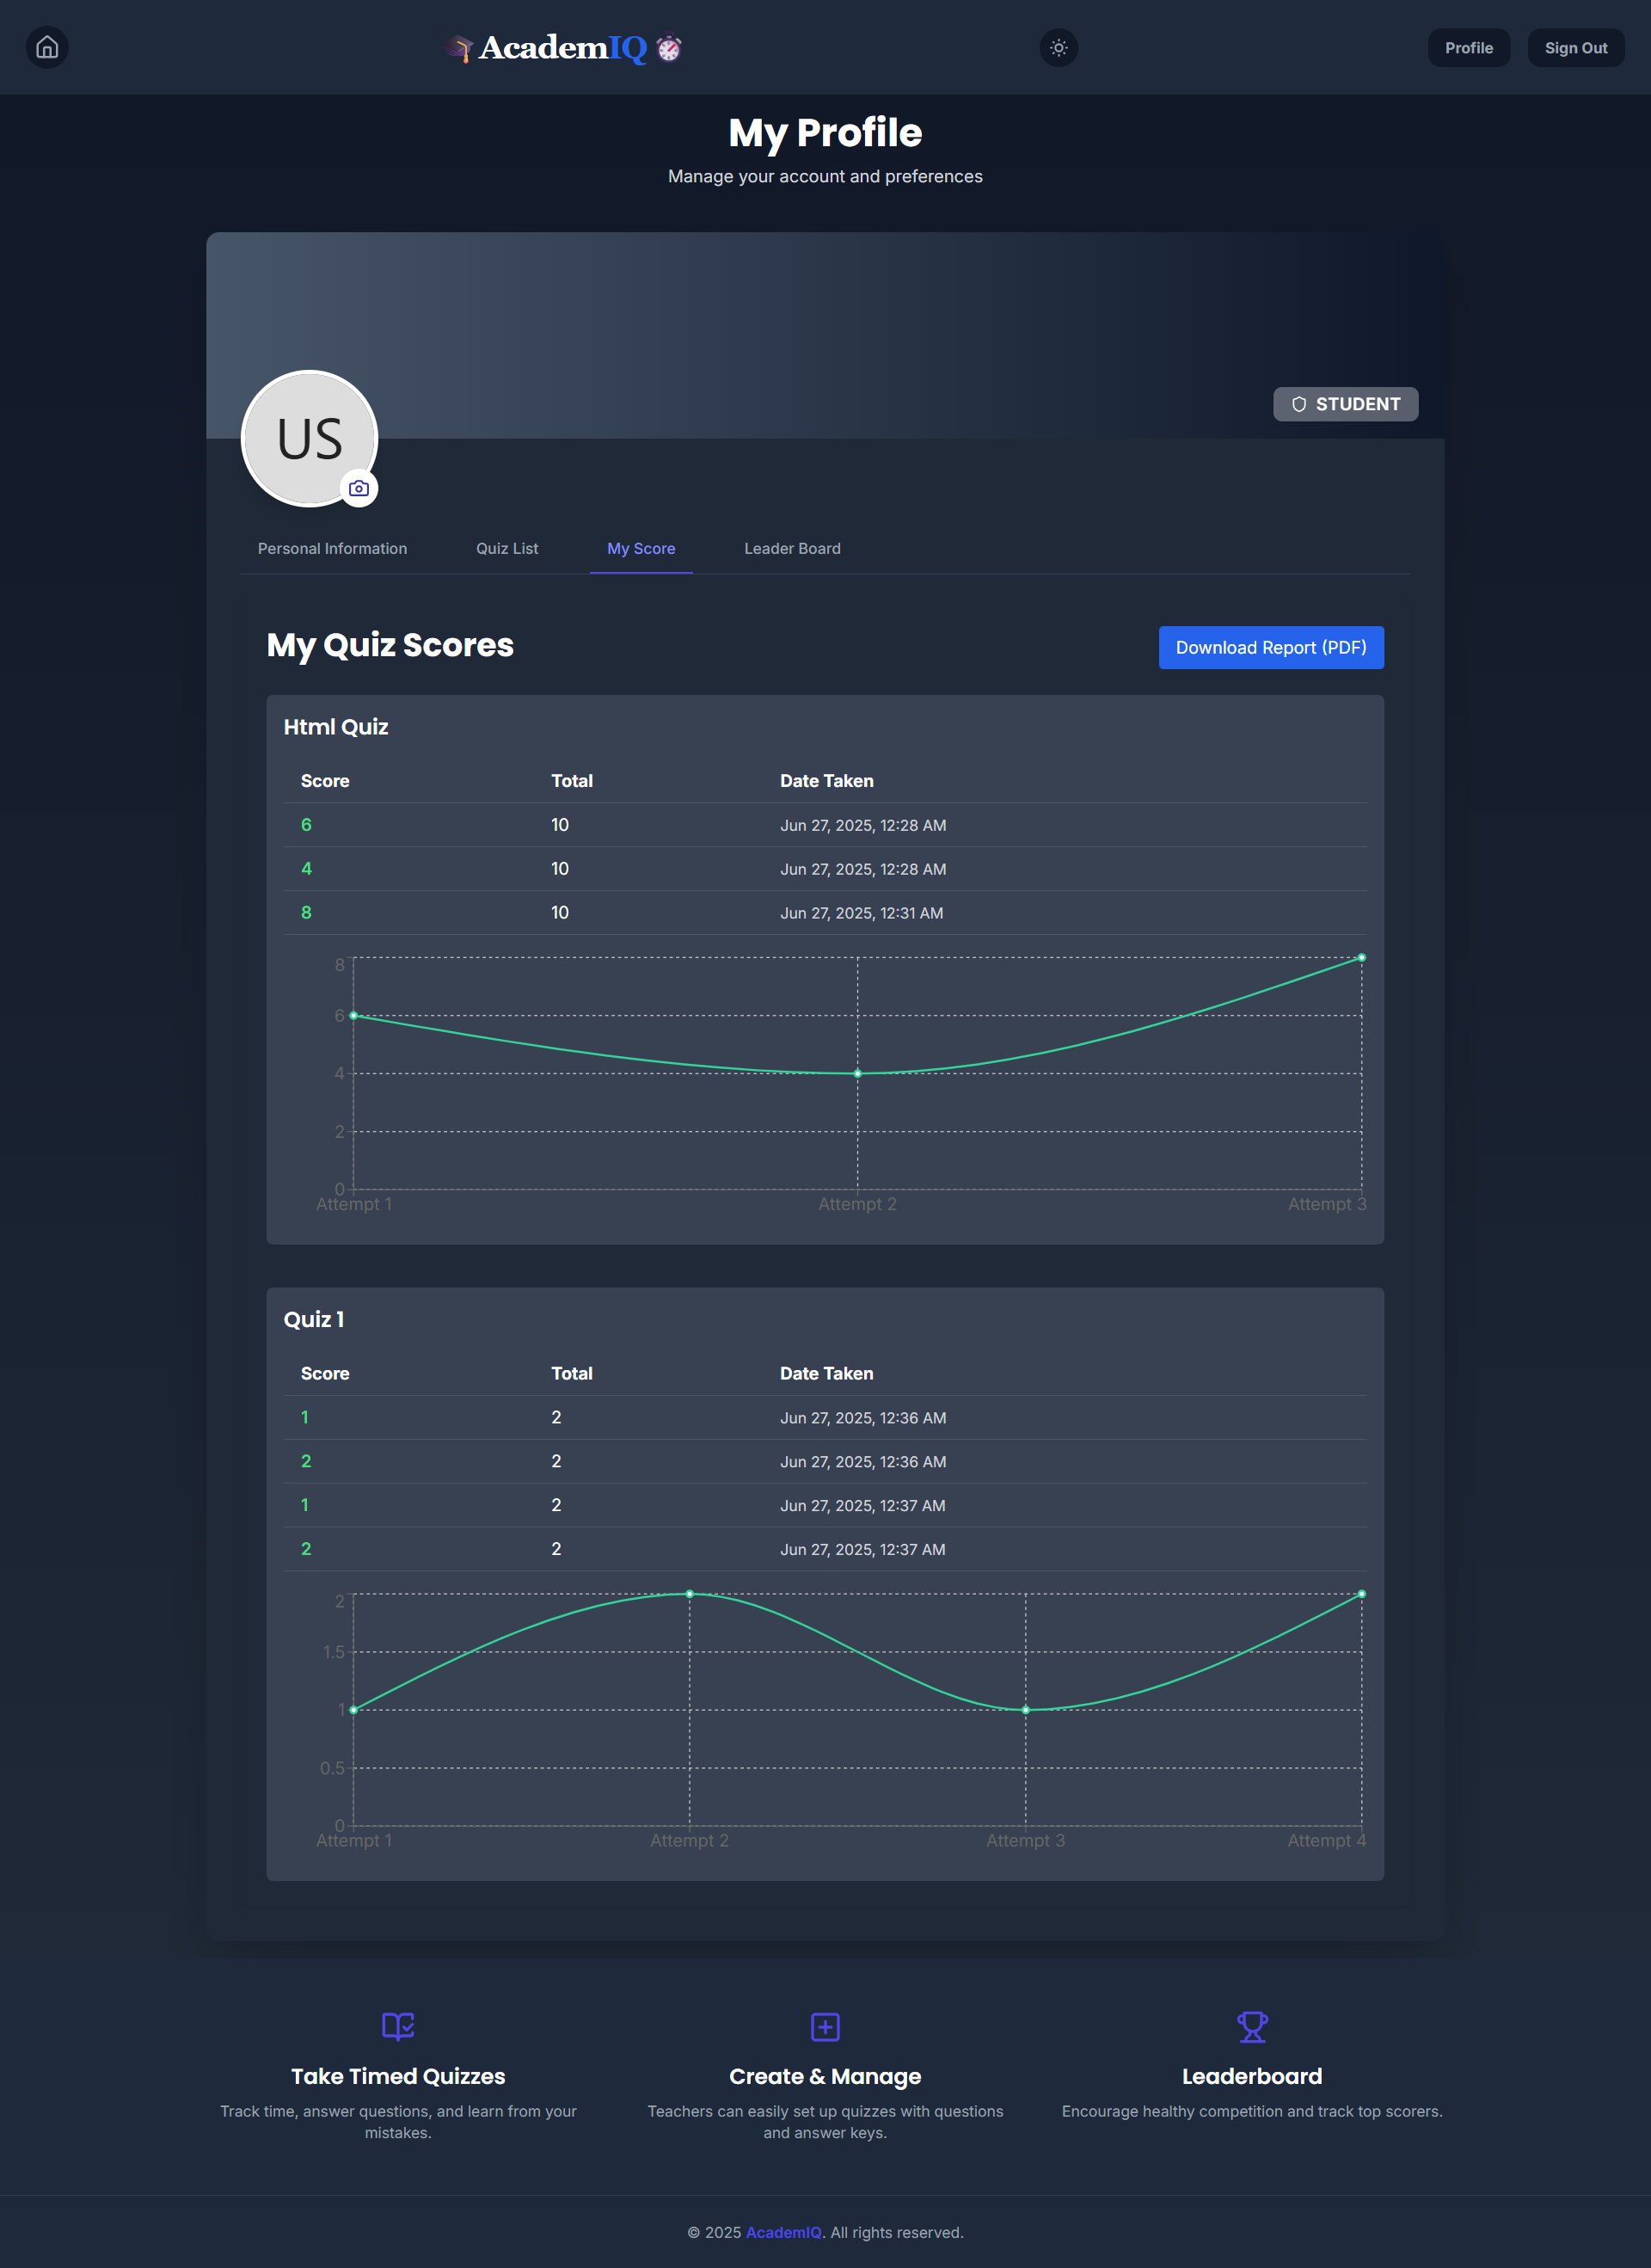 🎓 AcademIQ ⏱️
Profile
Sign Out
My Profile
Manage your account and preferences
STUDENT
US
Personal Information
Quiz List
My Score
Leader Board
My Quiz Scores
Download Report (PDF)
Html Quiz
Score Total Date Taken
6 10 Jun 27, 2025, 12:28 AM
4 10 Jun 27, 2025, 12:28 AM
8 10 Jun 27, 2025, 12:31 AM
8
6
4
2
0
Attempt 1 Attempt 2 Attempt 3
Quiz 1
Score Total Date Taken
1 2 Jun 27, 2025, 12:36 AM
2 2 Jun 27, 2025, 12:36 AM
1 2 Jun 27, 2025, 12:37 AM
2 2 Jun 27, 2025, 12:37 AM
2
1.5
1
0.5
0
Attempt 1 Attempt 2 Attempt 3 Attempt 4
Take Timed Quizzes
Track time, answer questions, and learn from your
mistakes.
Create & Manage
Teachers can easily set up quizzes with questions
and answer keys.
Leaderboard
Encourage healthy competition and track top scorers.
© 2025 AcademIQ. All rights reserved.